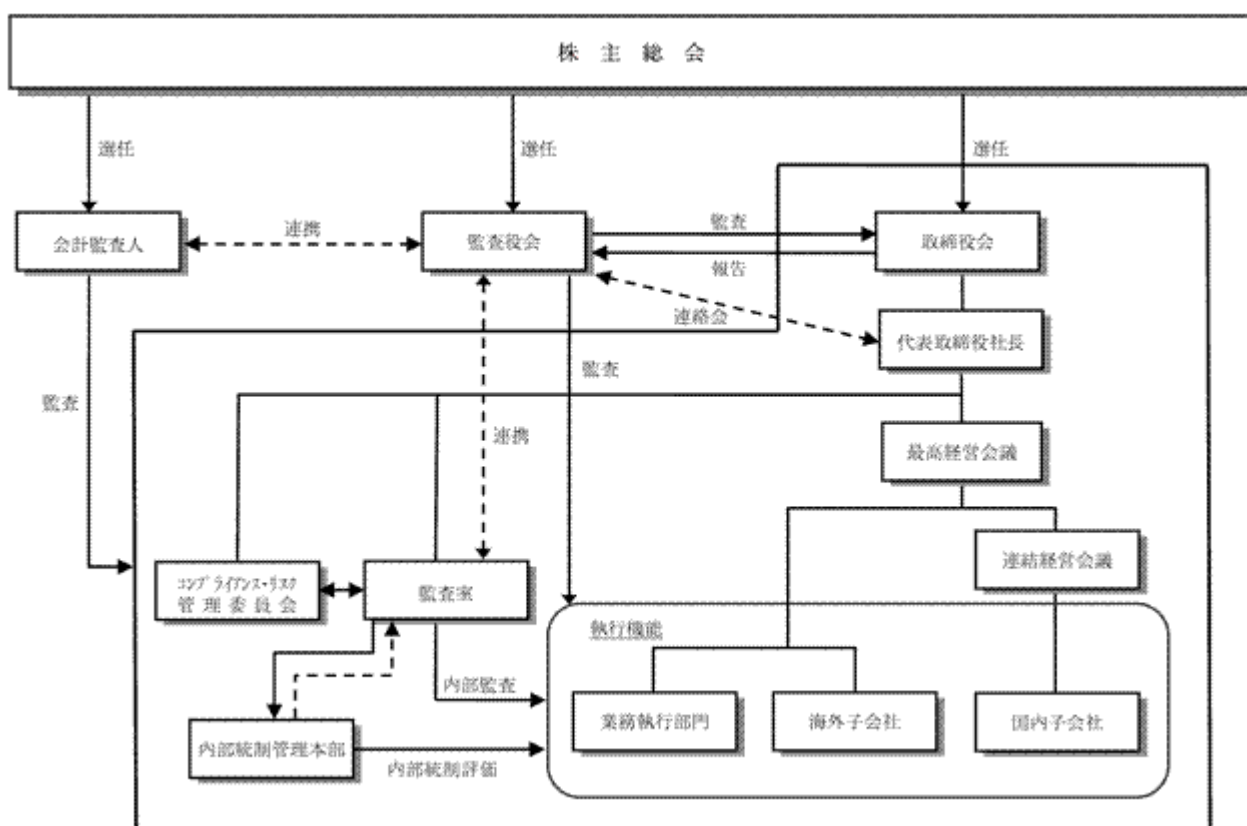 株主総会
選任
選任
選任
会計監査人
連携
監査役会
監査
取締役会
報告
連絡会
代表取締役社長
監査
監査
連携
最高経営会議
連結経営会議
コンプライアンス・リスク
管理委員会
監査室
執行機能
内部監査
業務執行部門
海外子会社
国内子会社
内部統制管理本部
内部統制評価